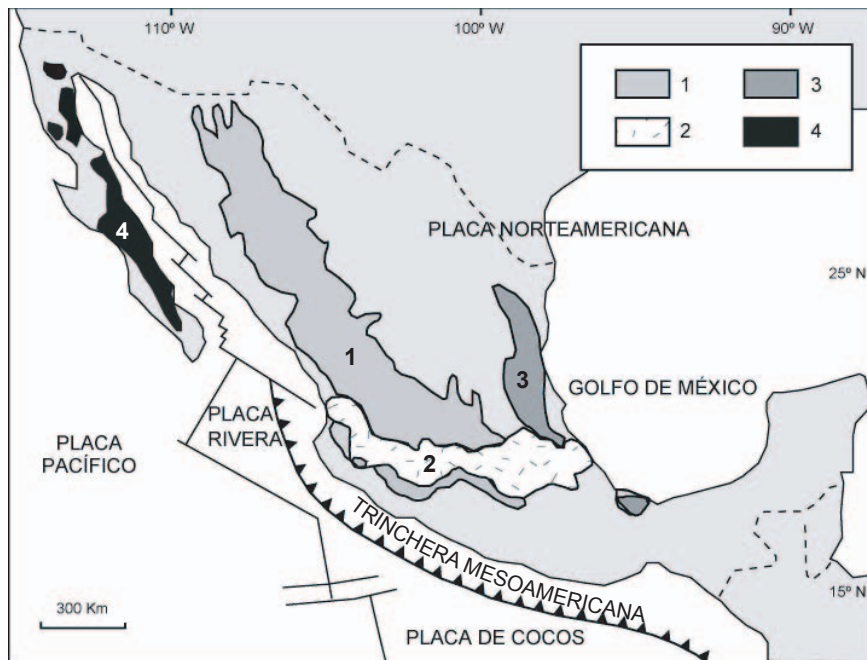 110º W
100º W
90º W
1
3
2
4
PLACA NORTEAMERICANA
4
25º N
1
3
GOLFO DE MÉXICO
PLACA
RIVERA
PLACA
PACÍFICO
2
TRINCHERA MESOAMERICANA
15º N
300 Km
PLACA DE COCOS